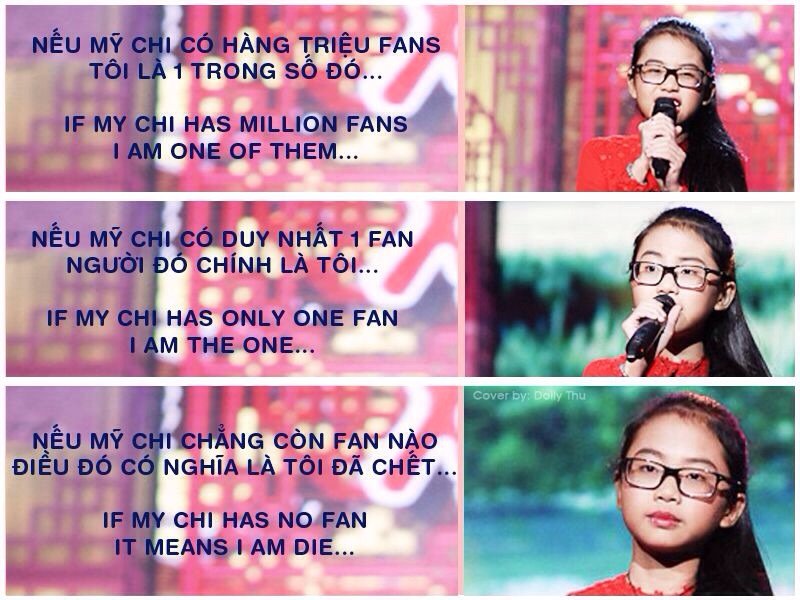 NẾU MỸ CHI CÓ HÀNG TRIỆU FANS
TÔI LÀ 1 TRONG SỐ ĐÓ...
IF MY CHI HAS MILLION FANS
I AM ONE OF THEM...
NẾU MỸ CHI CÓ DUY NHẤT 1 FAN
NGƯỜI ĐÓ CHÍNH LÀ TÔI...
IF MY CHI HAS ONLY ONE FAN
I AM THE ONE...
Cover by: Dolly Thu
NẾU MỸ CHI CHẲNG CÒN FAN NÀO
ĐIỀU ĐÓ CÓ NGHĨA LÀ TÔI ĐÃ CHẾT...
IF MY CHI HAS NO FAN
IT MEANS I AM DIE...